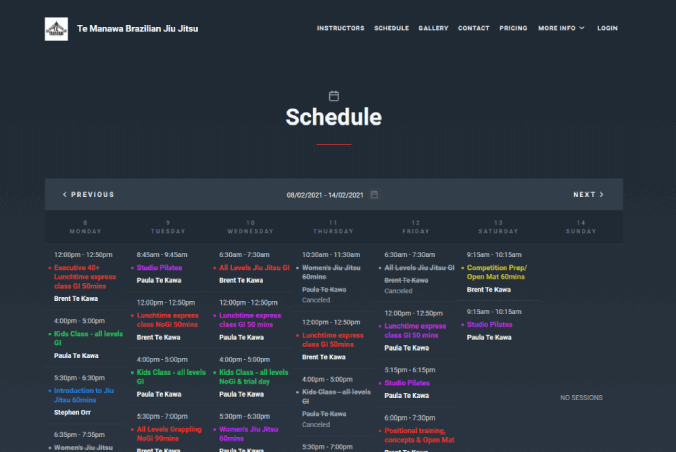 Te Manawa Brazilian Jiu Jitsu
INSTRUCTORS SCHEDULE GALLERY CONTACT PRICING MORE INFO LOGIN
Schedule
PREVIOUS
08/02/2021 - 14/02/2021
NEXT
8
MONDAY
9
TUESDAY
10
WEDNESDAY
11
THURSDAY
12
FRIDAY
13
SATURDAY
14
SUNDAY
12:00pm - 12:50pm
Executive 40+
Lunchtime express
class GI 50mins
Brent Te Kawa
4:00pm - 5:00pm
Kids Class - all levels
GI
Paula Te Kawa
5:30pm - 6:30pm
Introduction to Jiu
Jitsu 60mins
Stephen Orr
6:35pm - 7:35pm
Women's Jiu Jitsu
8:45am - 9:45am
Studio Pilates
Paula Te Kawa
12:00pm - 12:50pm
Lunchtime express
class NoGi 50mins
Brent Te Kawa
4:00pm - 5:00pm
Kids Class - all levels
GI
Paula Te Kawa
5:30pm - 7:00pm
All Levels Grappling
NoGi 90mins
Brent Te Kawa
6:30am - 7:30am
All Levels Jiu Jitsu GI
Brent Te Kawa
12:00pm - 12:50pm
Lunchtime express
class GI 50 mins
Paula Te Kawa
4:00pm - 5:00pm
Kids Class - all levels
NoGi & trial day
Paula Te Kawa
5:30pm - 6:30pm
Women's Jiu Jitsu
60mins
Paula Te Kawa
10:30am - 11:30am
Women's Jiu Jitsu
60mins
Paula Te Kawa
Canceled
12:00pm - 12:50pm
Lunchtime express
class GI 50mins
Brent Te Kawa
4:00pm - 5:00pm
Kids Class - all levels
GI
Paula Te Kawa
Canceled
5:30pm - 7:00pm
6:30am - 7:30am
All Levels Jiu Jitsu GI
Brent Te Kawa
Canceled
12:00pm - 12:50pm
Lunchtime express
class GI 50 mins
Paula Te Kawa
5:15pm - 6:15pm
Studio Pilates
Paula Te Kawa
6:00pm - 7:30pm
Positional training,
concepts & Open Mat
Brent Te Kawa
9:15am - 10:15am
Competition Prep/
Open Mat 60mins
Brent Te Kawa
9:15am - 10:15am
Studio Pilates
Paula Te Kawa
NO SESSIONS